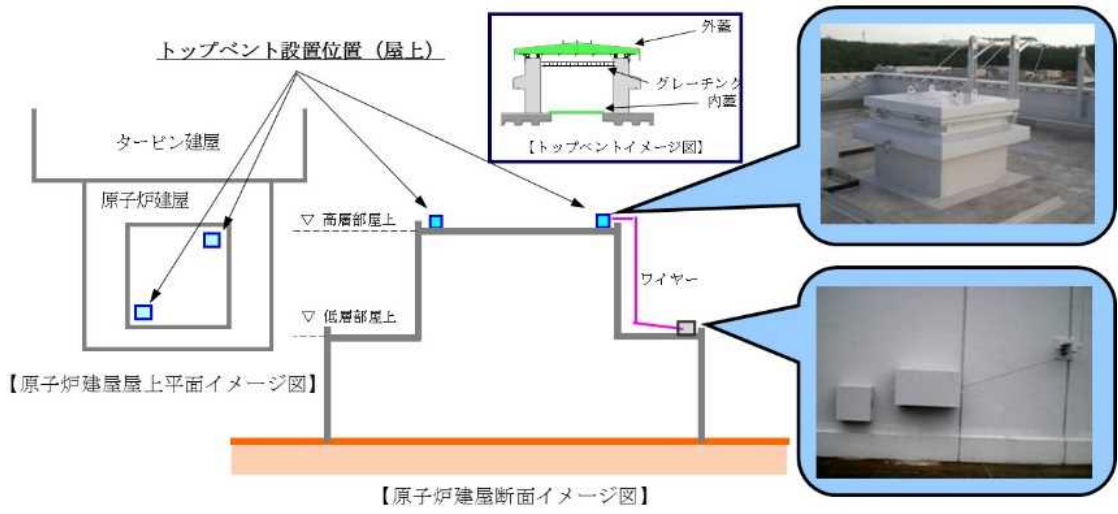 トップベント設置位置（屋上）
外蓋
グレーチング
内蓋
【トップベントイメージ図】
タービン建屋
原子炉建屋
▽ 高層部屋上
ワイヤー
▽ 低層部屋上
【原子炉建屋屋上平面イメージ図】
【原子炉建屋断面イメージ図】